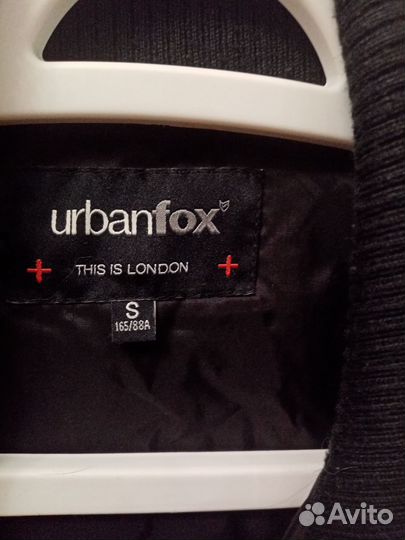 urbanfox
THIS IS LONDON
S
165/88A
Avito